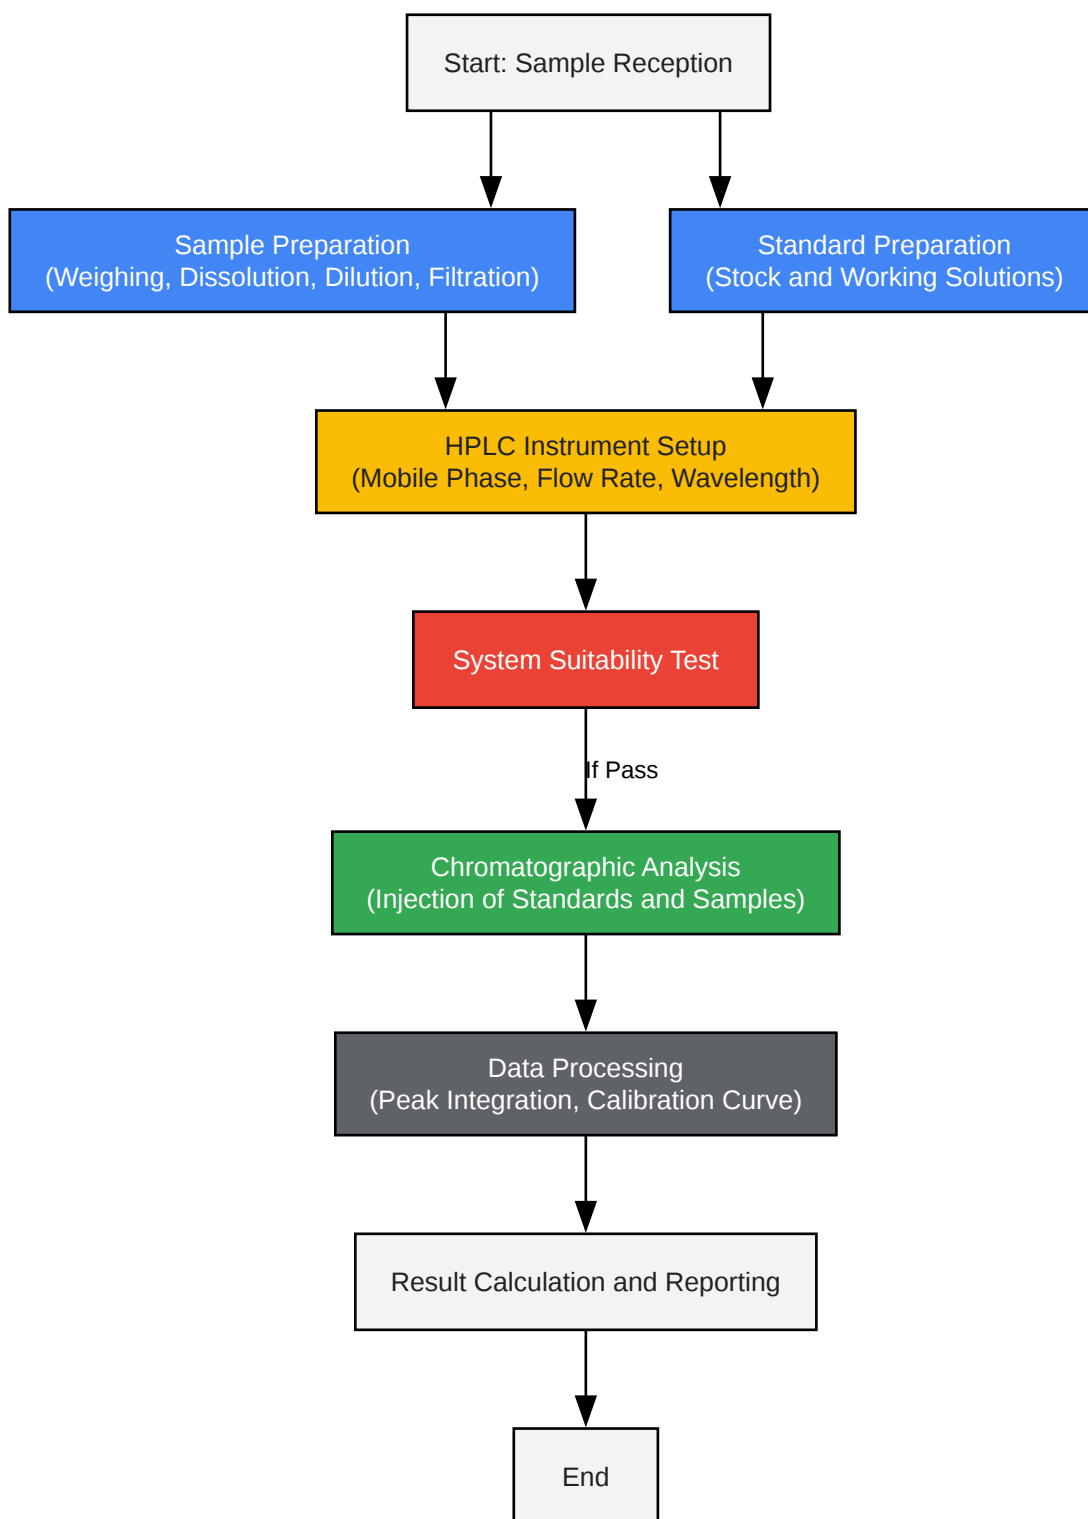 Start: Sample Reception
Sample Preparation
(Weighing, Dissolution, Dilution, Filtration)
Standard Preparation
(Stock and Working Solutions)
HPLC Instrument Setup
(Mobile Phase, Flow Rate, Wavelength)
System Suitability Test
If Pass
Chromatographic Analysis
(Injection of Standards and Samples)
Data Processing
(Peak Integration, Calibration Curve)
Result Calculation and Reporting
End